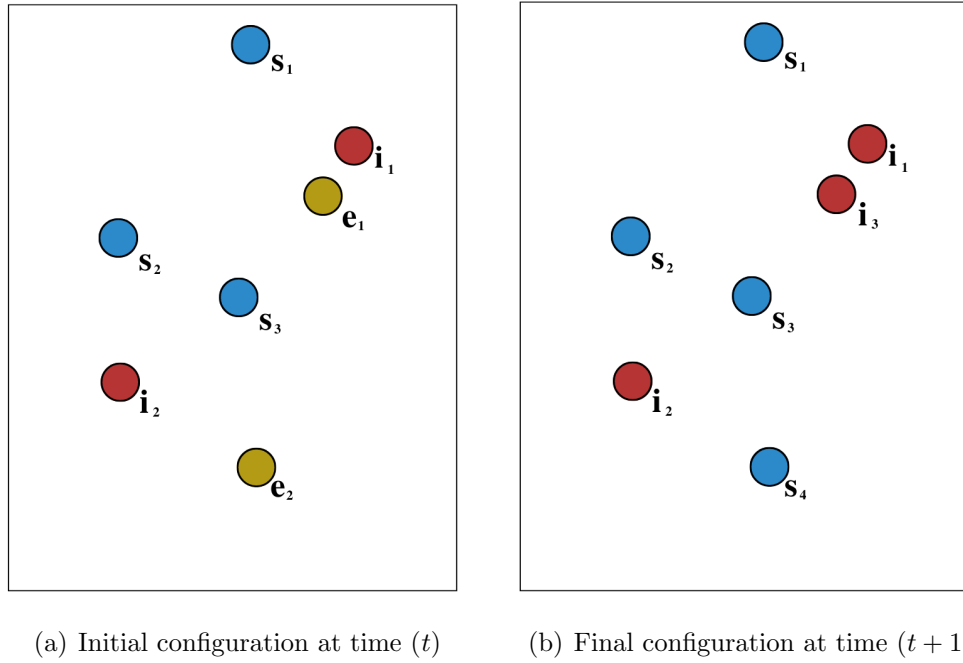 s₁
i₁
e₁
s₂
s₃
i₂
e₂
(a) Initial configuration at time (t)
s₁
i₁
i₃
s₂
s₃
i₂
s₄
(b) Final configuration at time (t + 1